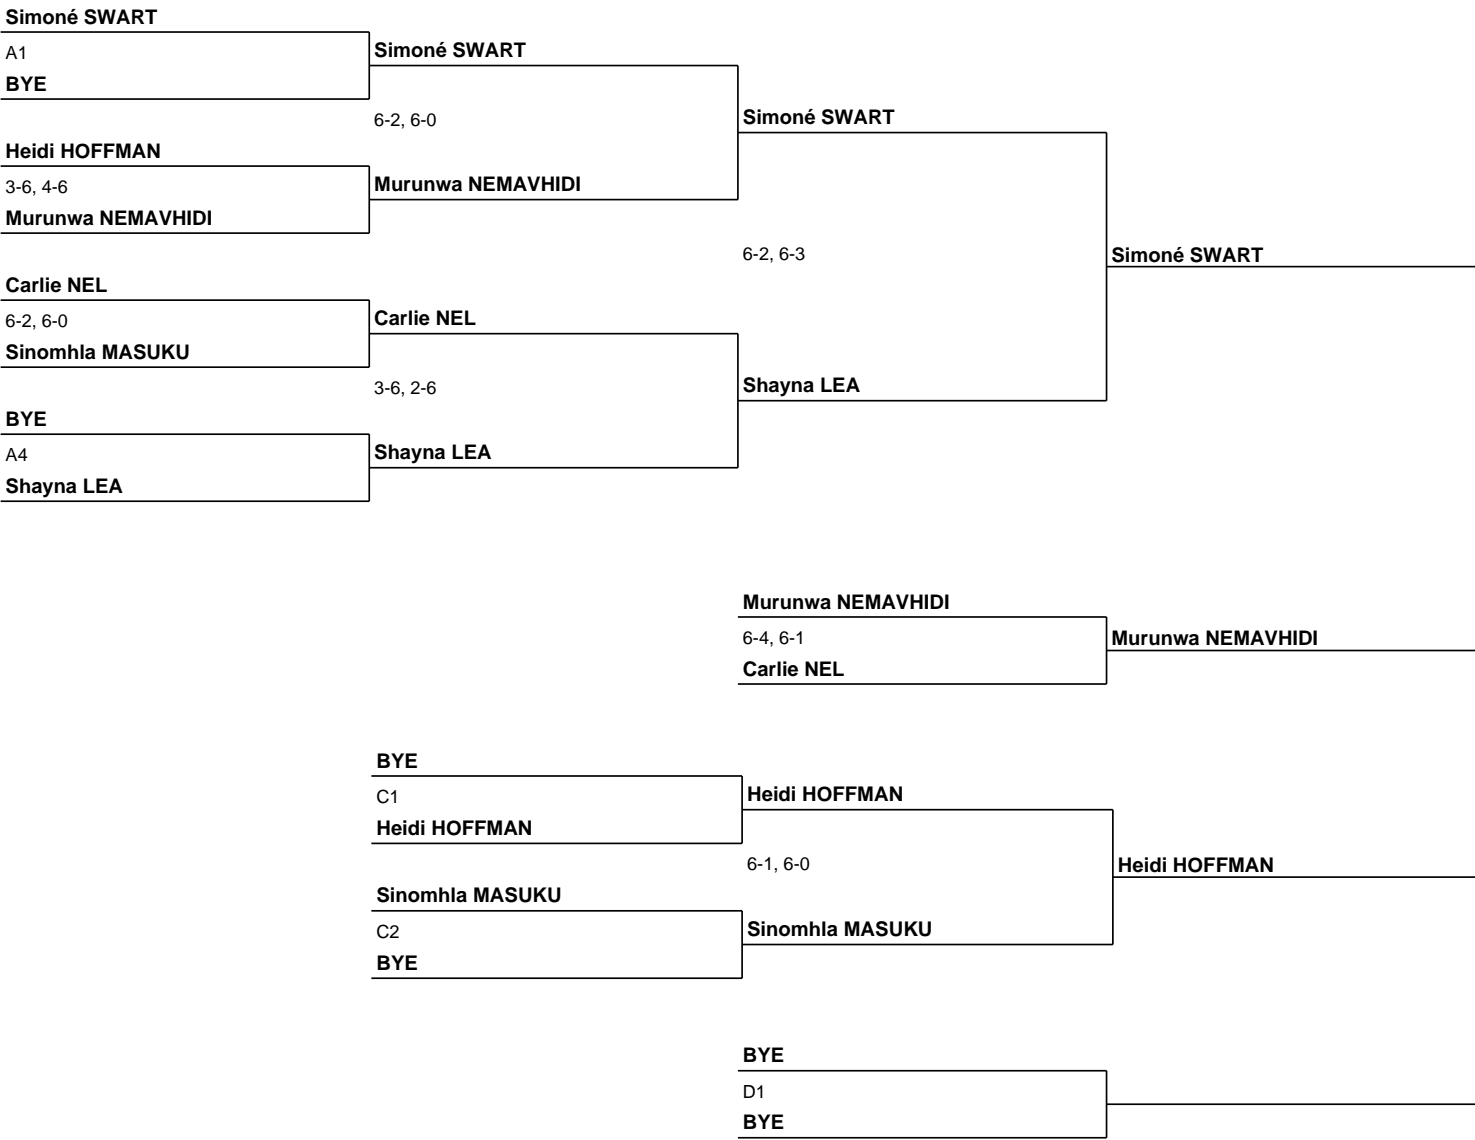 Simoné SWART
A1
BYE
Simoné SWART
6-2, 6-0
Simoné SWART
Heidi HOFFMAN
3-6, 4-6
Murunwa NEMAVHIDI
Murunwa NEMAVHIDI
6-2, 6-3
Simoné SWART
Carlie NEL
6-2, 6-0
Sinomhla MASUKU
Carlie NEL
3-6, 2-6
Shayna LEA
BYE
A4
Shayna LEA
Shayna LEA
Murunwa NEMAVHIDI
6-4, 6-1
Carlie NEL
Murunwa NEMAVHIDI
BYE
C1
Heidi HOFFMAN
Heidi HOFFMAN
6-1, 6-0
Heidi HOFFMAN
Sinomhla MASUKU
C2
BYE
Sinomhla MASUKU
BYE
D1
BYE